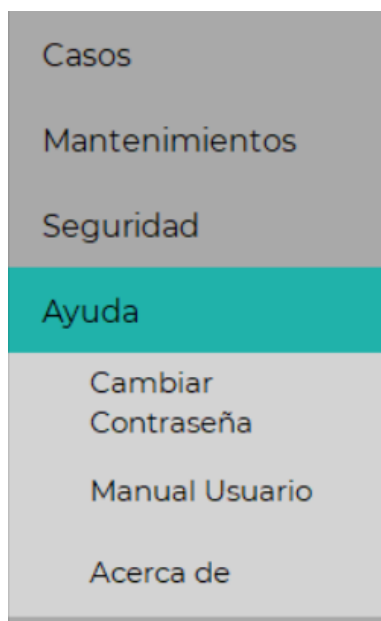 Casos
Mantenimientos
Seguridad
Ayuda
Cambiar
Contraseña
Manual Usuario
Acerca de